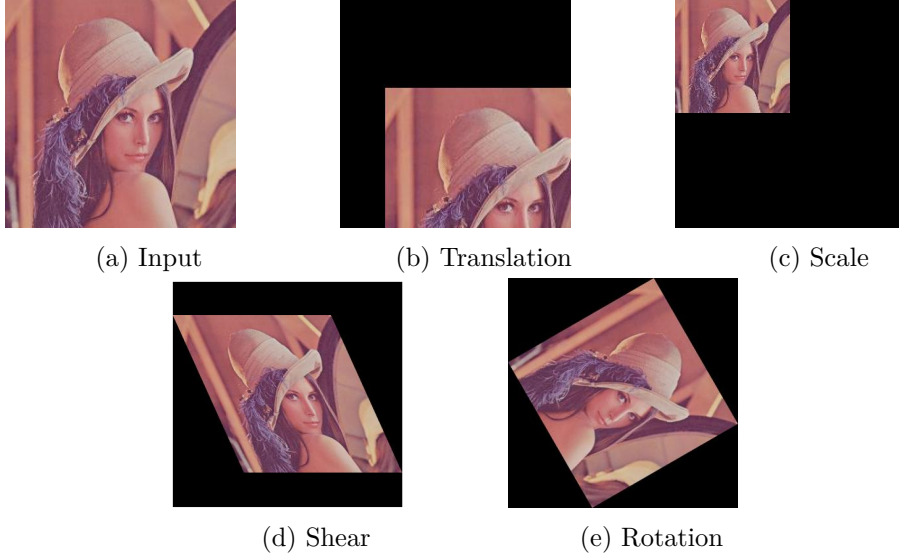 (a) Input
(b) Translation
(c) Scale
(d) Shear
(e) Rotation